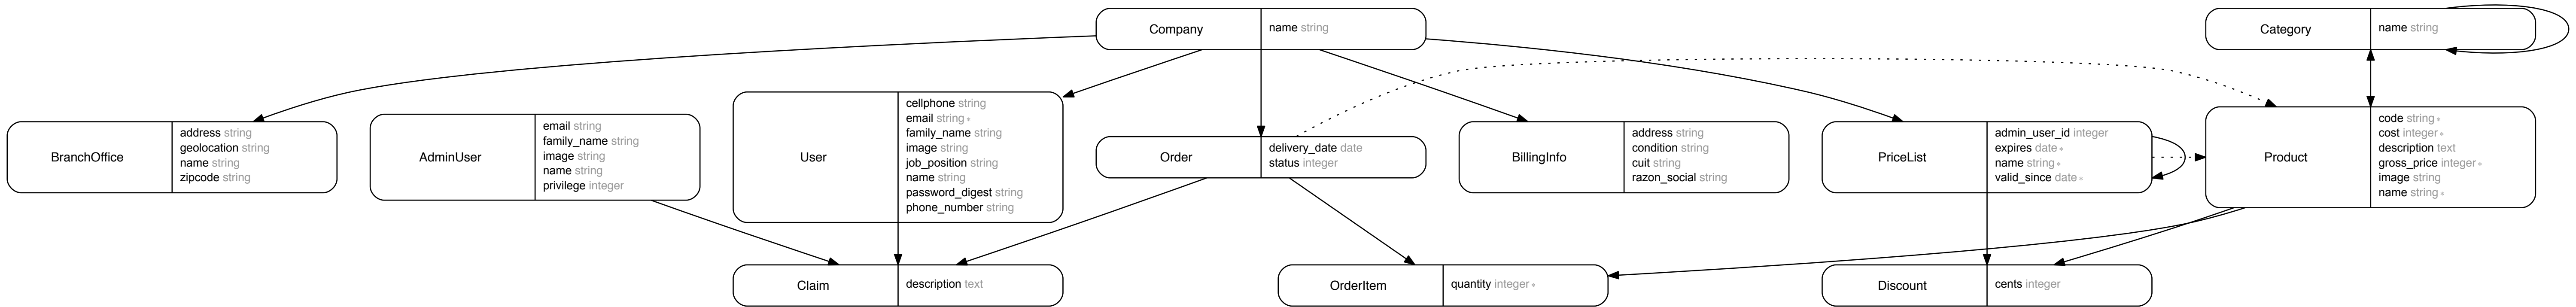 Company
name string
Category
name string
BranchOffice
address string
geolocation string
name string
zipcode string
AdminUser
email string
family_name string
image string
name string
privilege integer
User
cellphone string
email string *
family_name string
image string
job_position string
name string
password_digest string
phone_number string
Order
delivery_date date
status integer
BillingInfo
address string
condition string
cuit string
razon_social string
PriceList
admin_user_id integer
expires date *
name string *
valid_since date *
Product
code string *
cost integer *
description text
gross_price integer *
image string
name string *
Claim
description text
OrderItem
quantity integer *
Discount
cents integer